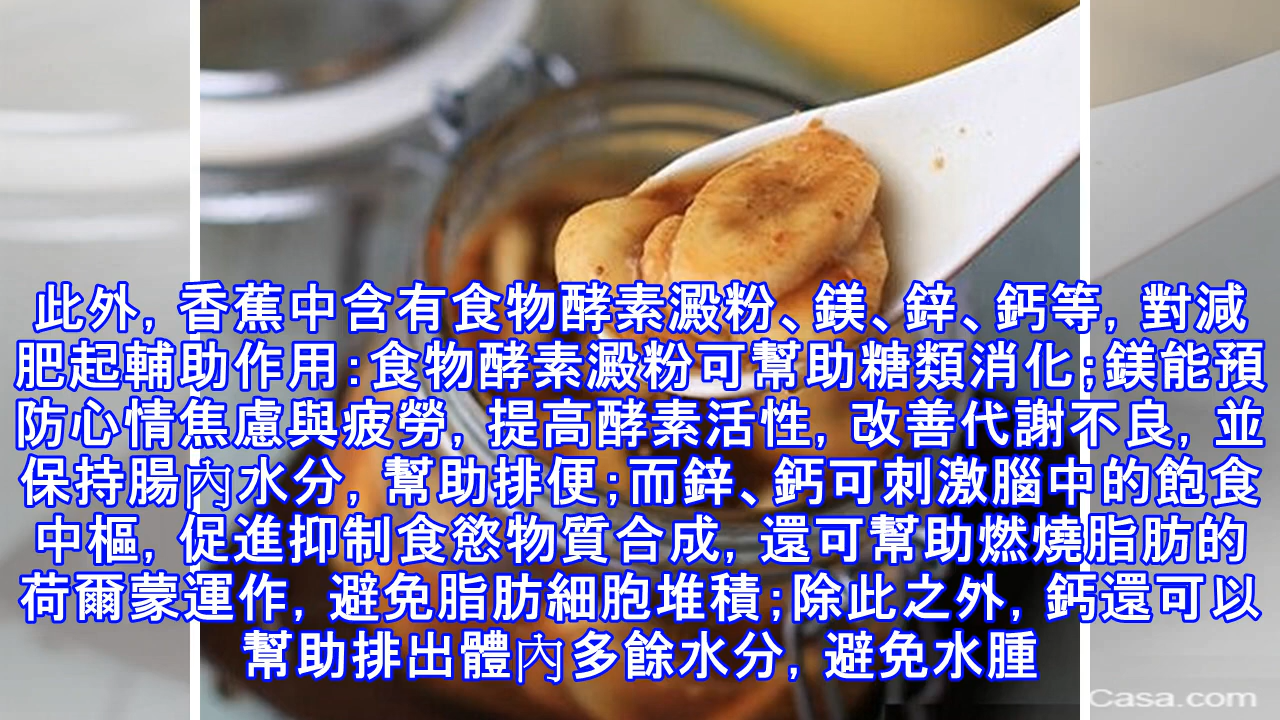 此外, 香蕉中含有食物酵素澱粉、鎂、鋅、鈣等, 對減
肥起輔助作用:食物酵素澱粉可幫助糖類消化;鎂能預
防心情焦慮與疲勞, 提高酵素活性, 改善代謝不良, 並
保持腸內水分, 幫助排便;而鋅、鈣可刺激腦中的飽食
中樞, 促進抑制食慾物質合成, 還可幫助燃燒脂肪的
荷爾蒙運作, 避免脂肪細胞堆積;除此之外, 鈣還可以
幫助排出體內多餘水分, 避免水腫
Casa.com